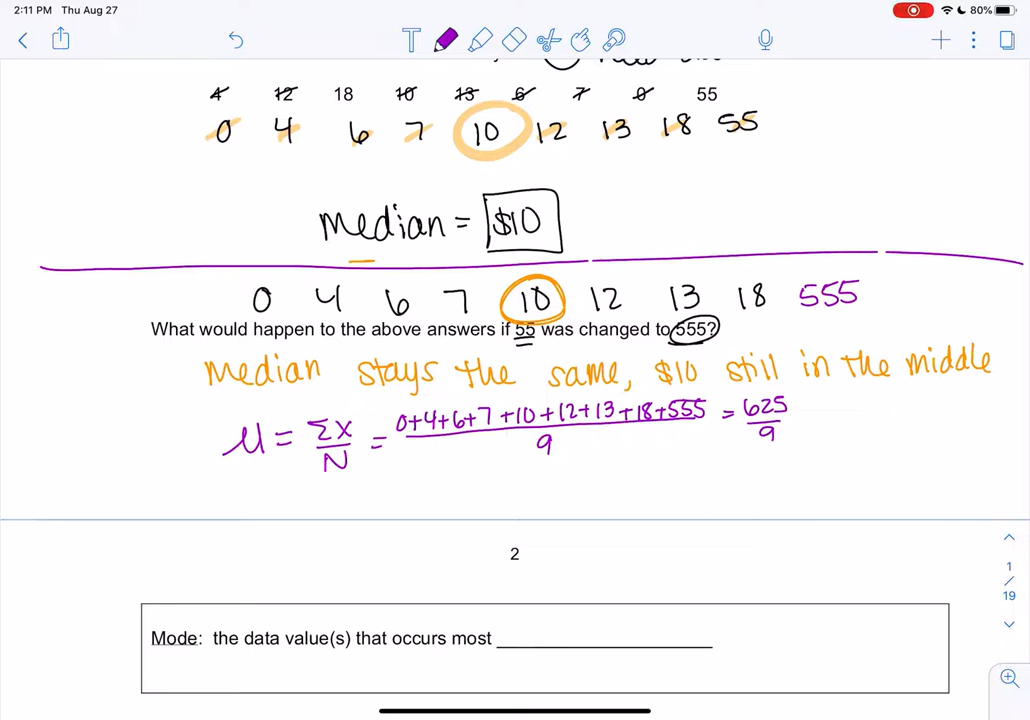 2:11 PM Thu Aug 27
80%
4 12 18 10 13 6 7 0 55
0 4 6 7 10 12 13 18 55
median = $10
0 4 6 7 10 12 13 18 555
What would happen to the above answers if 55 was changed to 555?
Median stays the same, $10 still in the middle
μ = ΣX/N = 0+4+6+7+10+12+13+18+555/9 = 625/9
2
1
/
19
Mode: the data value(s) that occurs most ____________________